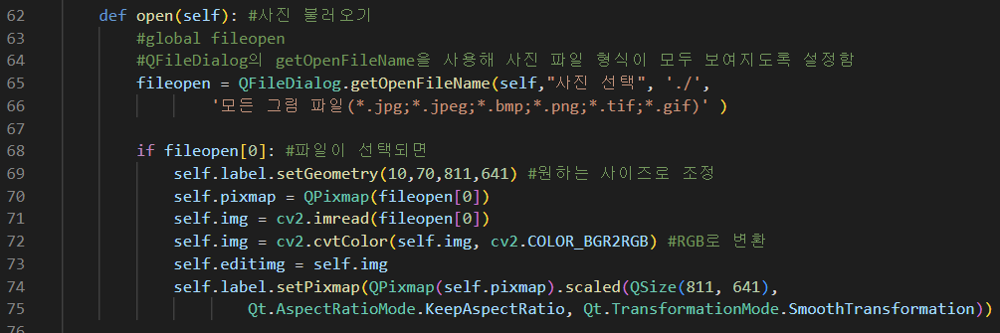 62 def open(self): #사진 불러오기
63 #global fileopen
64 #QFileDialog의 getOpenFileName을 사용해 사진 파일 형식이 모두 보여지도록 설정함
65 fileopen = QFileDialog.getOpenFileName(self,"사진 선택", './',
66 '모든 그림 파일(*.jpg;*.jpeg;*.bmp;*.png;*.tif;*.gif)' )
67
68 if fileopen[0]: #파일이 선택되면
69 self.label.setGeometry(10,70,811,641) #원하는 사이즈로 조정
70 self.pixmap = QPixmap(fileopen[0])
71 self.img = cv2.imread(fileopen[0])
72 self.img = cv2.cvtColor(self.img, cv2.COLOR_BGR2RGB) #RGB로 변환
73 self.editimg = self.img
74 self.label.setPixmap(QPixmap(self.pixmap).scaled(QSize(811, 641),
75 Qt.AspectRatioMode.KeepAspectRatio, Qt.TransformationMode.SmoothTransformation))
76